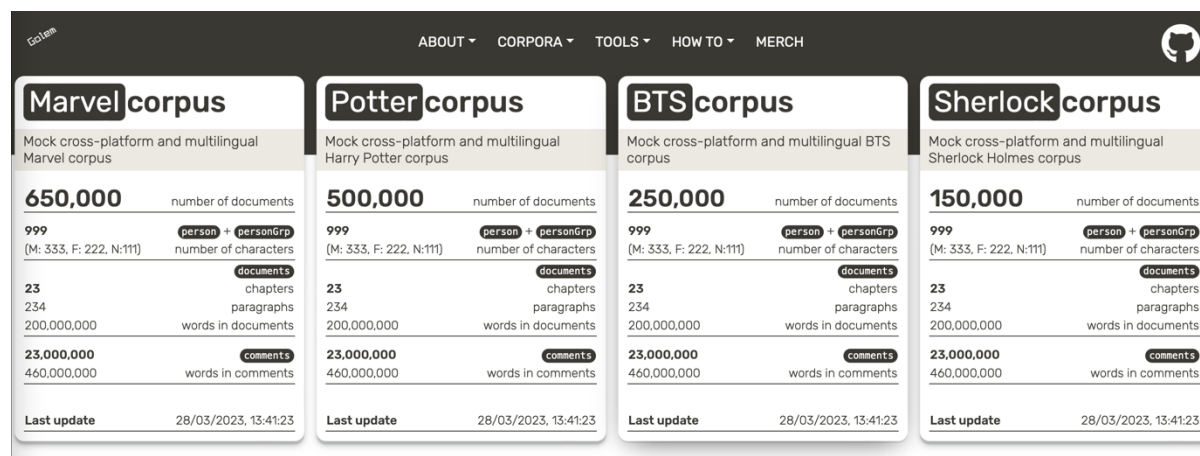 Golem
ABOUT CORPORA TOOLS HOW TO MERCH
Marvel corpus
Mock cross-platform and multilingual
Marvel corpus
650,000 number of documents
999 person + personGrp
(M: 333, F: 222, N:111) number of characters
documents
23 chapters
234 paragraphs
200,000,000 words in documents
23,000,000 comments
460,000,000 words in comments
Last update 28/03/2023, 13:41:23
Potter corpus
Mock cross-platform and multilingual
Harry Potter corpus
500,000 number of documents
999 person + personGrp
(M: 333, F: 222, N:111) number of characters
documents
23 chapters
234 paragraphs
200,000,000 words in documents
23,000,000 comments
460,000,000 words in comments
Last update 28/03/2023, 13:41:23
BTS corpus
Mock cross-platform and multilingual BTS
corpus
250,000 number of documents
999 person + personGrp
(M: 333, F: 222, N:111) number of characters
documents
23 chapters
234 paragraphs
200,000,000 words in documents
23,000,000 comments
460,000,000 words in comments
Last update 28/03/2023, 13:41:23
Sherlock corpus
Mock cross-platform and multilingual
Sherlock Holmes corpus
150,000 number of documents
999 person + personGrp
(M: 333, F: 222, N:111) number of characters
documents
23 chapters
234 paragraphs
200,000,000 words in documents
23,000,000 comments
460,000,000 words in comments
Last update 28/03/2023, 13:41:23